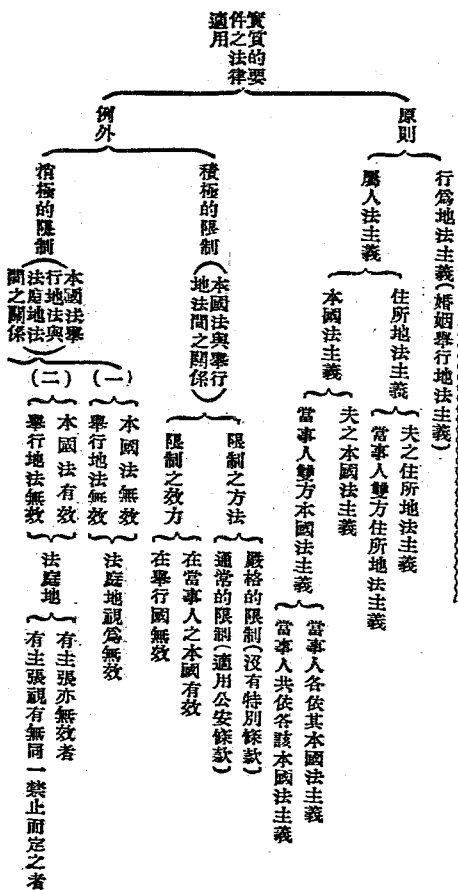 實質的要
件之法律
適用
原則
行為地法主義(婚姻舉行地法主義)
屬人法主義
住所地法主義
夫之住所地法主義
當事人雙方住所地法主義
本國法主義
夫之本國法主義
當事人雙方本國法主義
當事人各依其本國法主義
當事人共依各該本國法主義
例外
積極的限制
(本國法與舉行
地法間之關係)
限制之方法
嚴格的限制(沒有特別條款)
通常的限制(適用公安條款)
限制之效力
在當事人之本國有效
在舉行國無效
消極的限制
(本國法舉
行地法與
法庭地法
間之關係)
(一)
本國法無效
舉行地法無效
法庭地視為無效
(二)
本國法有效
舉行地法無效
法庭地
有主張亦無效者
有主張視有無同一禁止而定之者